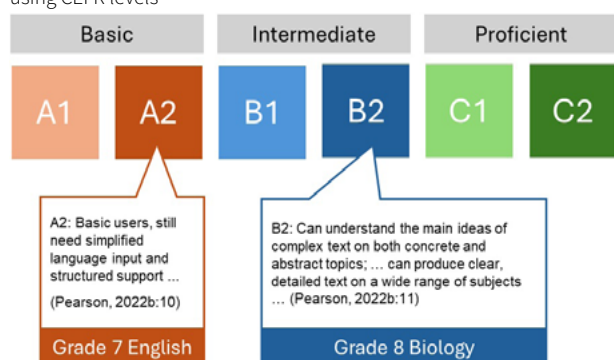 using CEFR levels
Basic Intermediate Proficient
A1 A2 B1 B2 C1 C2
A2: Basic users, still
need simplified
language input and
structured support ...
(Pearson, 2022b:10)
Grade 7 English
B2: Can understand the main ideas of
complex text on both concrete and
abstract topics; ... can produce clear,
detailed text on a wide range of subjects
... (Pearson, 2022b:11)
Grade 8 Biology